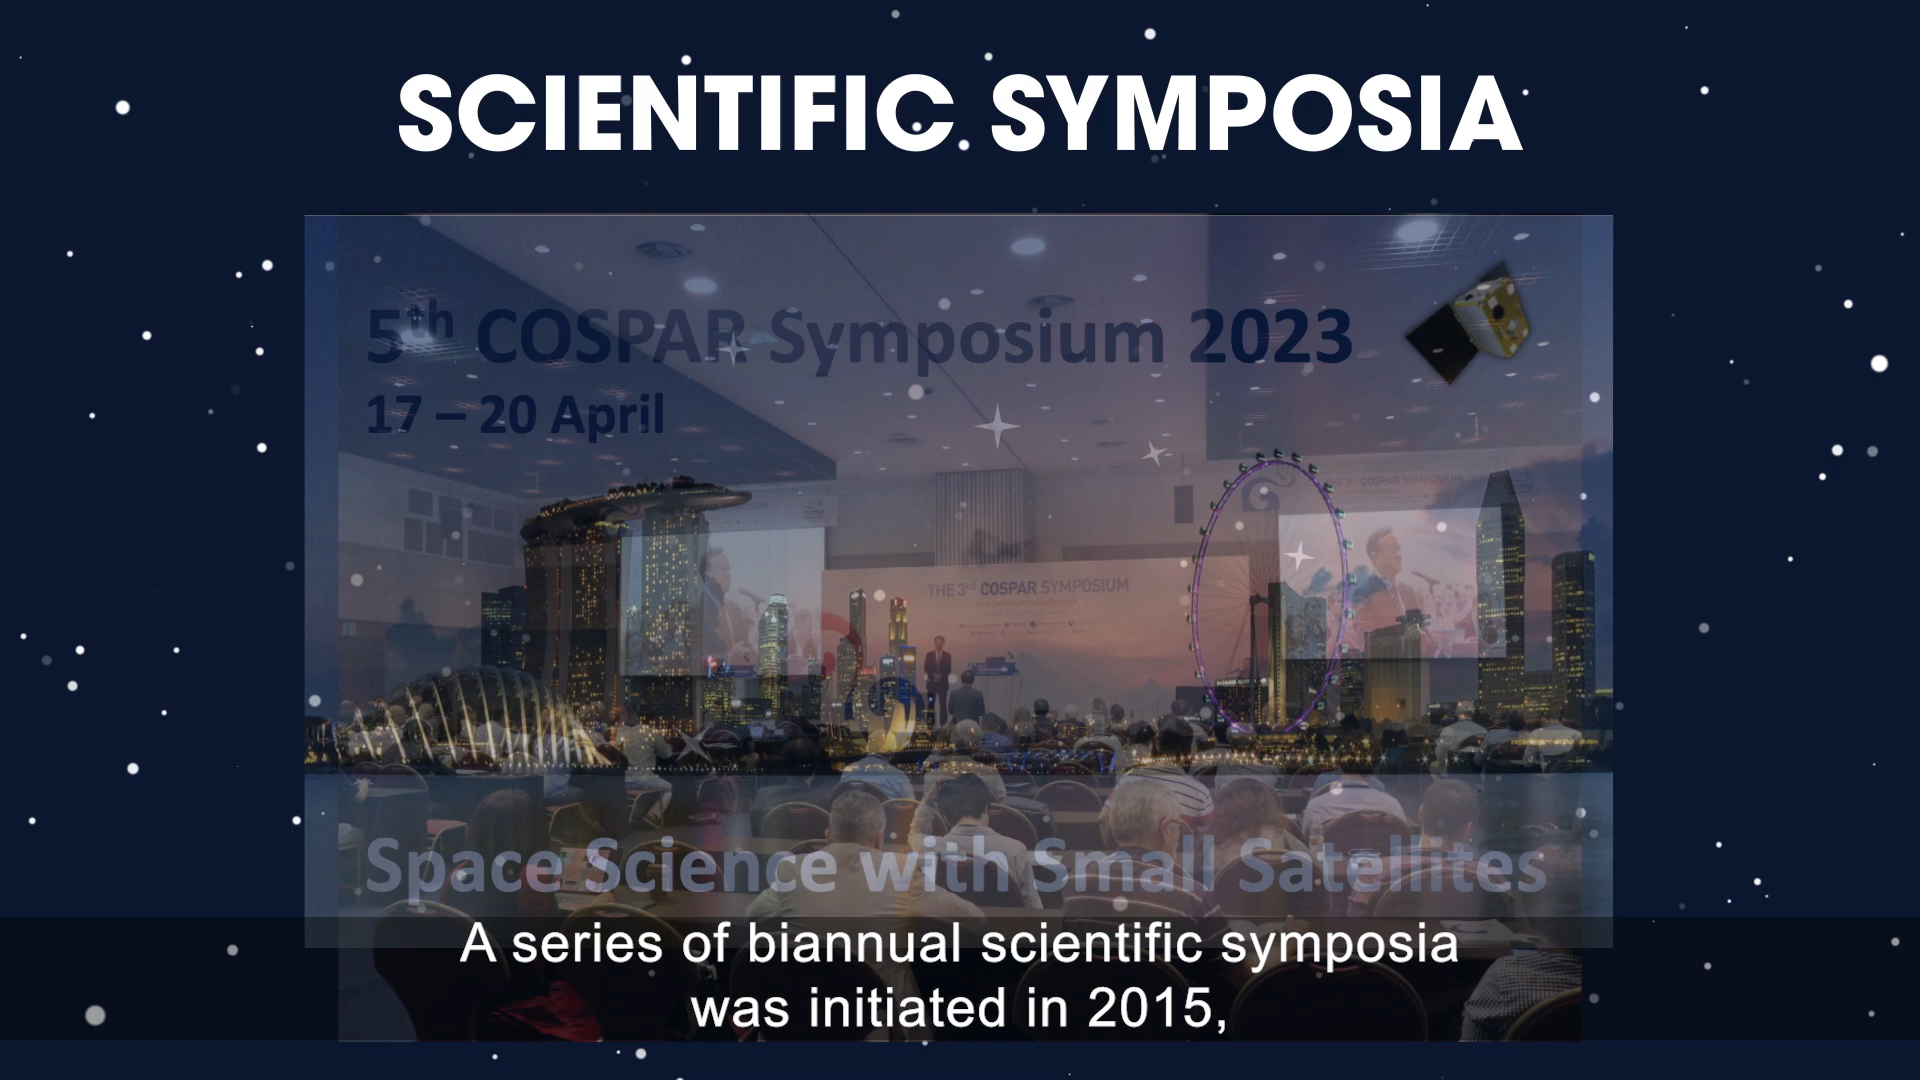 SCIENTIFIC SYMPOSIA
5th COSPAR Symposium 2023
17 – 20 April
THE 3rd COSPAR SYMPOSIUM
Space Science with Small Satellites
A series of biannual scientific symposia
was initiated in 2015,